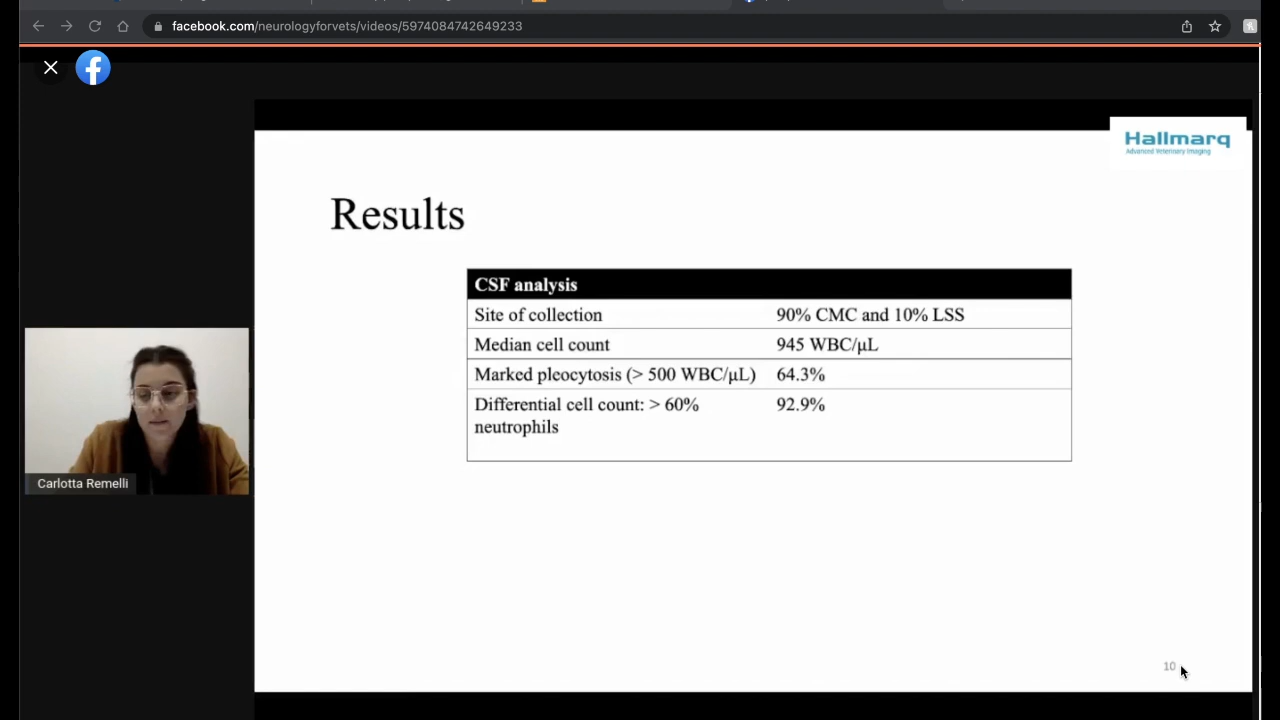 facebook.com/neurologyforvets/videos/5974084742649233
Hallmarq
Advanced Veterinary Imaging
Results
CSF analysis
Site of collection 90% CMC and 10% LSS
Median cell count 945 WBC/μL
Marked pleocytosis (> 500 WBC/μL) 64.3%
Differential cell count: > 60% 92.9%
neutrophils
Carlotta Remelli
10